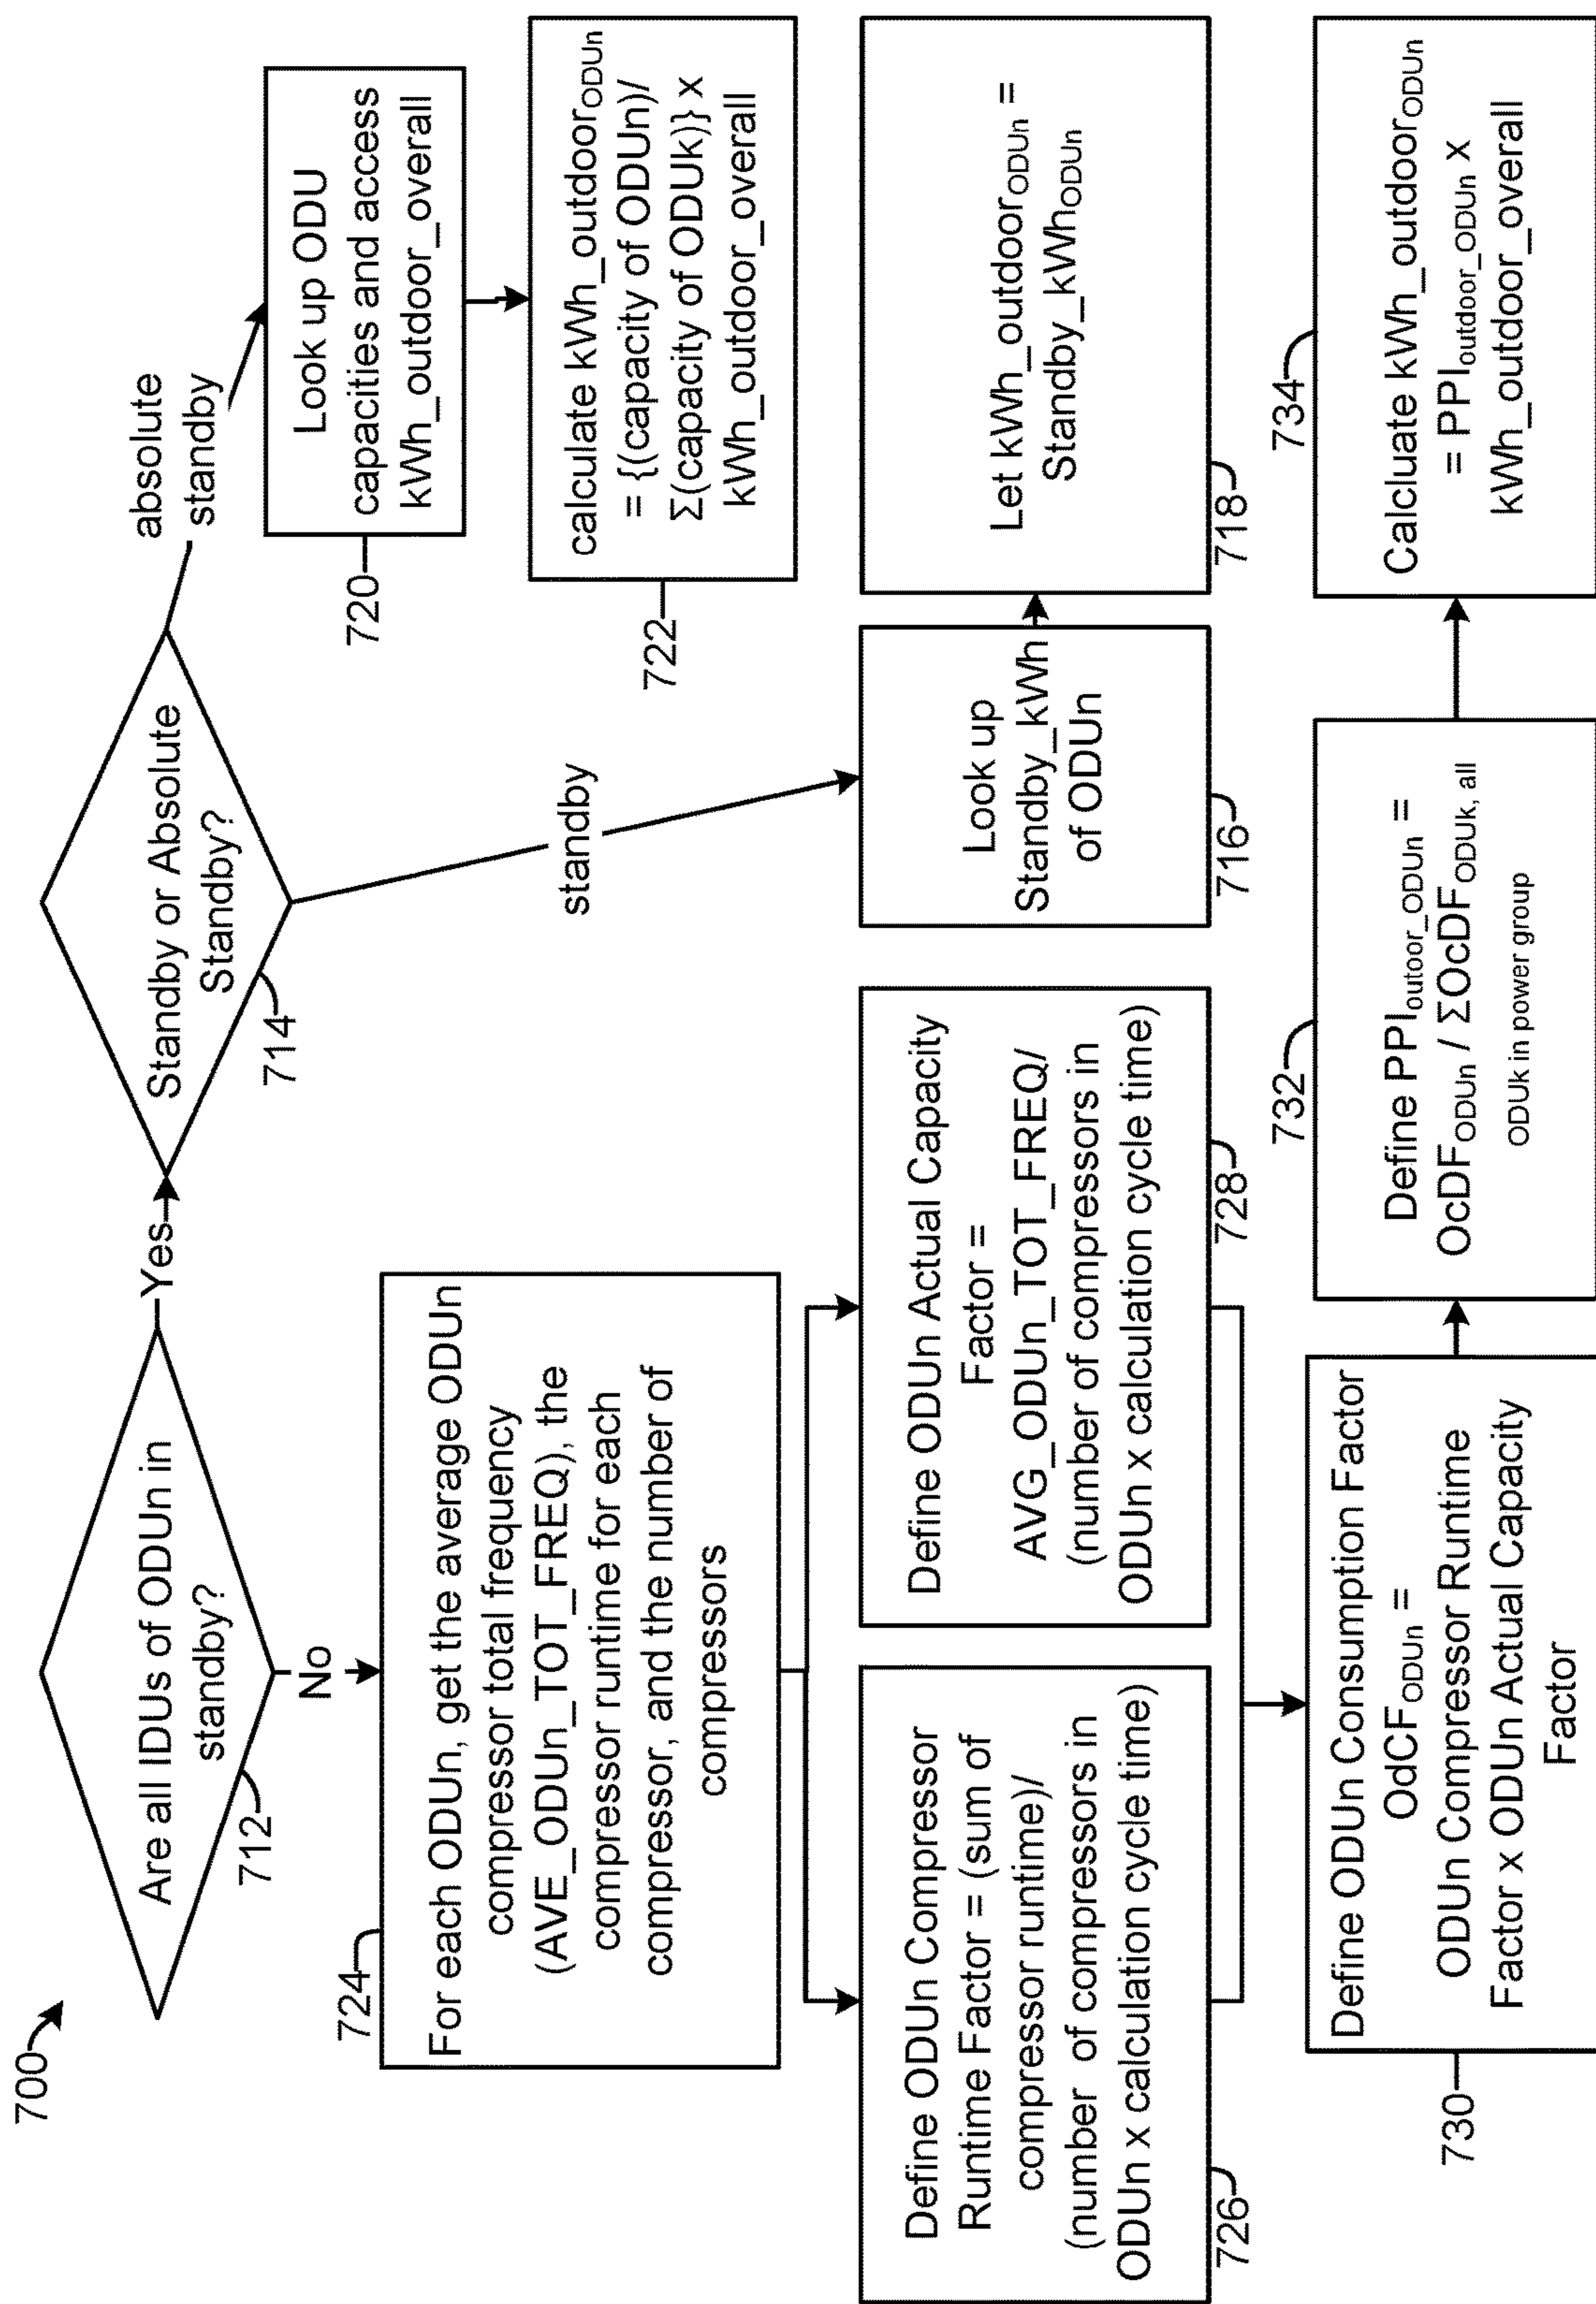 700
Are all IDUs of ODUn in
standby?
712
Yes
No
Standby or Absolute
Standby?
714
absolute
standby
standby
Look up ODU
capacities and access
kWh_outdoor_overall
720
calculate kWh_outdoorODUn
= {(capacity of ODUn)/
Σ(capacity of ODUk)} x
kWh_outdoor_overall
722
Look up
Standby_kWh
of ODUn
716
Let kWh_outdoorODUn =
Standby_kWhODUn
718
724
For each ODUn, get the average ODUn
compressor total frequency
(AVE_ODUn_TOT_FREQ), the
compressor runtime for each
compressor, and the number of
compressors
Define ODUn Compressor
Runtime Factor = (sum of
compressor runtime)/
(number of compressors in
ODUn x calculation cycle time)
726
Define ODUn Actual Capacity
Factor =
AVG_ODUn_TOT_FREQ/
(number of compressors in
ODUn x calculation cycle time)
728
Define ODUn Consumption Factor
OdCFODUn =
ODUn Compressor Runtime
Factor x ODUn Actual Capacity
Factor
730
732
Define PPIoutoor_ODUn =
OcDFODUn / ΣOcDFODUk, all
ODUk in power group
734
Calcluate kWh_outdoorODUn
= PPIoutdoor_ODUn x
kWh_outdoor_overall